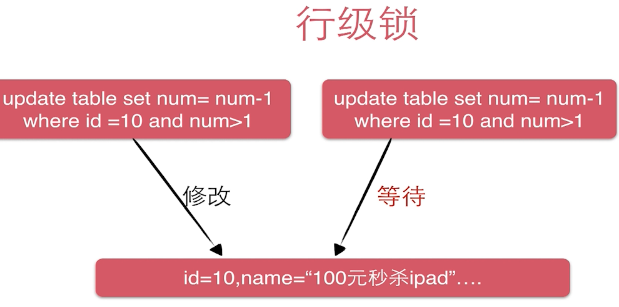 行级锁
update table set num= num-1
where id =10 and num>1
update table set num= num-1
where id =10 and num>1
修改
等待
id=10,name=“100元秒杀ipad”....